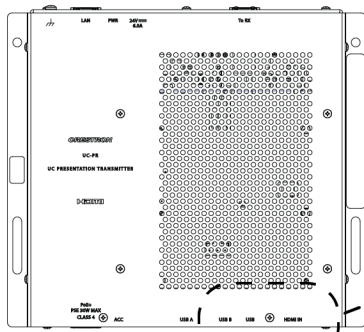 LAN PWR 24V 6.0A To RX
CRESTRON
UC-PR
UC PRESENTATION TRANSMITTER
HDMI
PoE+
PSE 30W MAX
CLASS 4
ACC USB A USB B USB HDMI IN